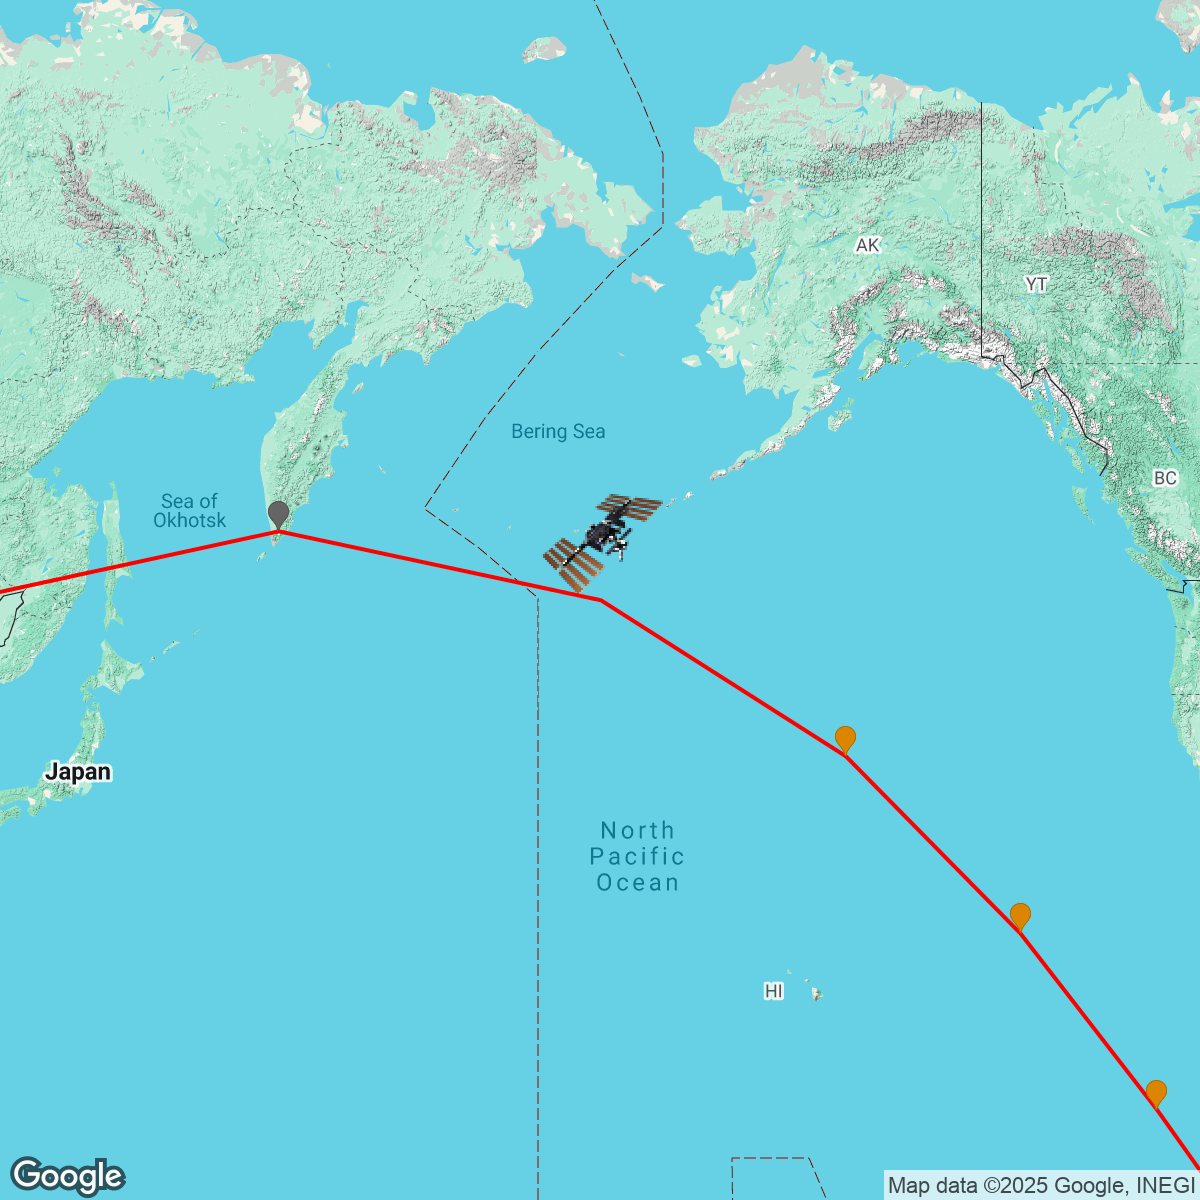 AK
YT
Bering Sea
BC
Sea of
Okhotsk
Japan
North
Pacific
Ocean
HI
Google
Map data ©2025 Google, INEGI